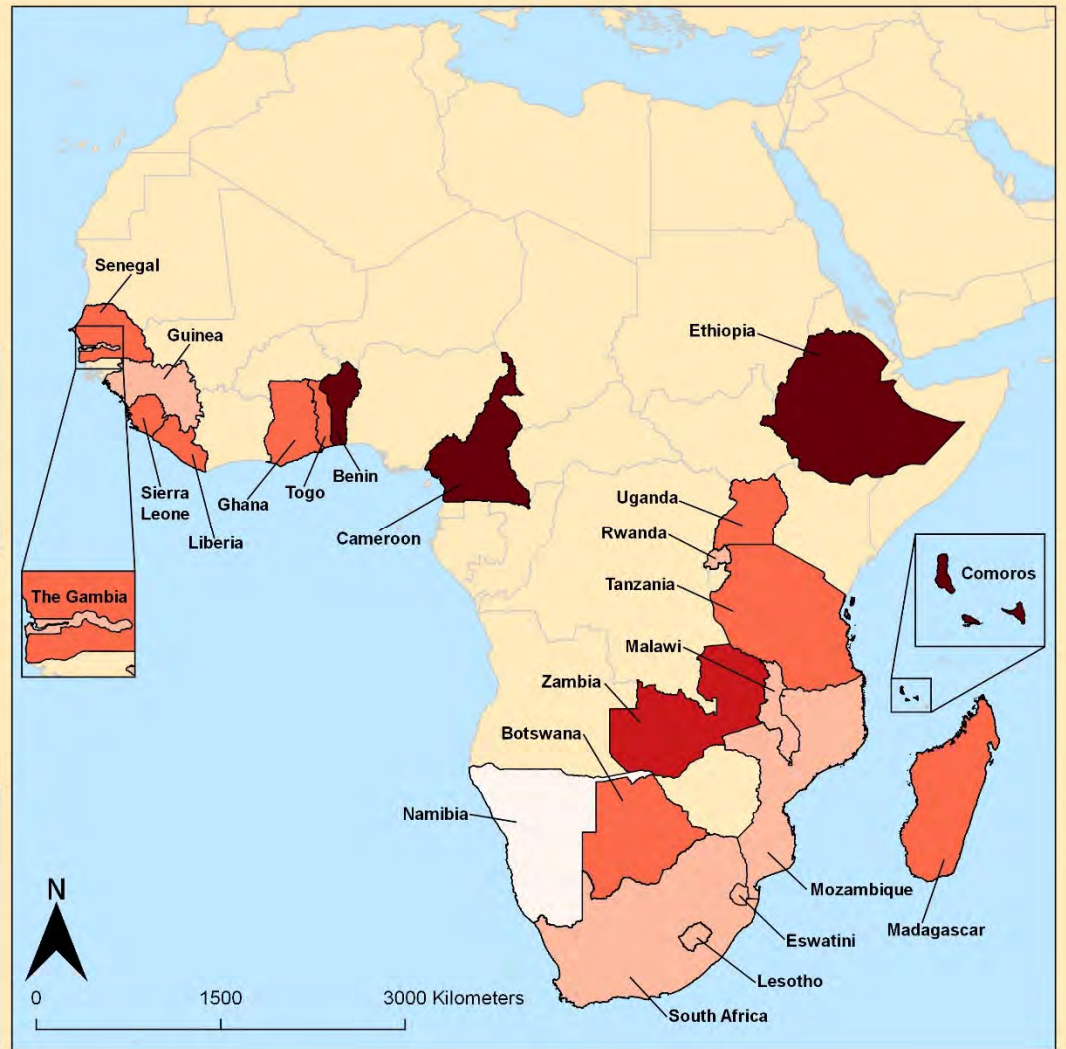 Senegal
Guinea
Ethiopia
Sierra
Leone
Liberia
Ghana
Togo
Benin
Cameroon
Uganda
Rwanda
Tanzania
Comoros
The Gambia
Malawi
Zambia
Botswana
Namibia
Mozambique
Madagascar
Eswatini
Lesotho
South Africa
N
0 1500 3000 Kilometers